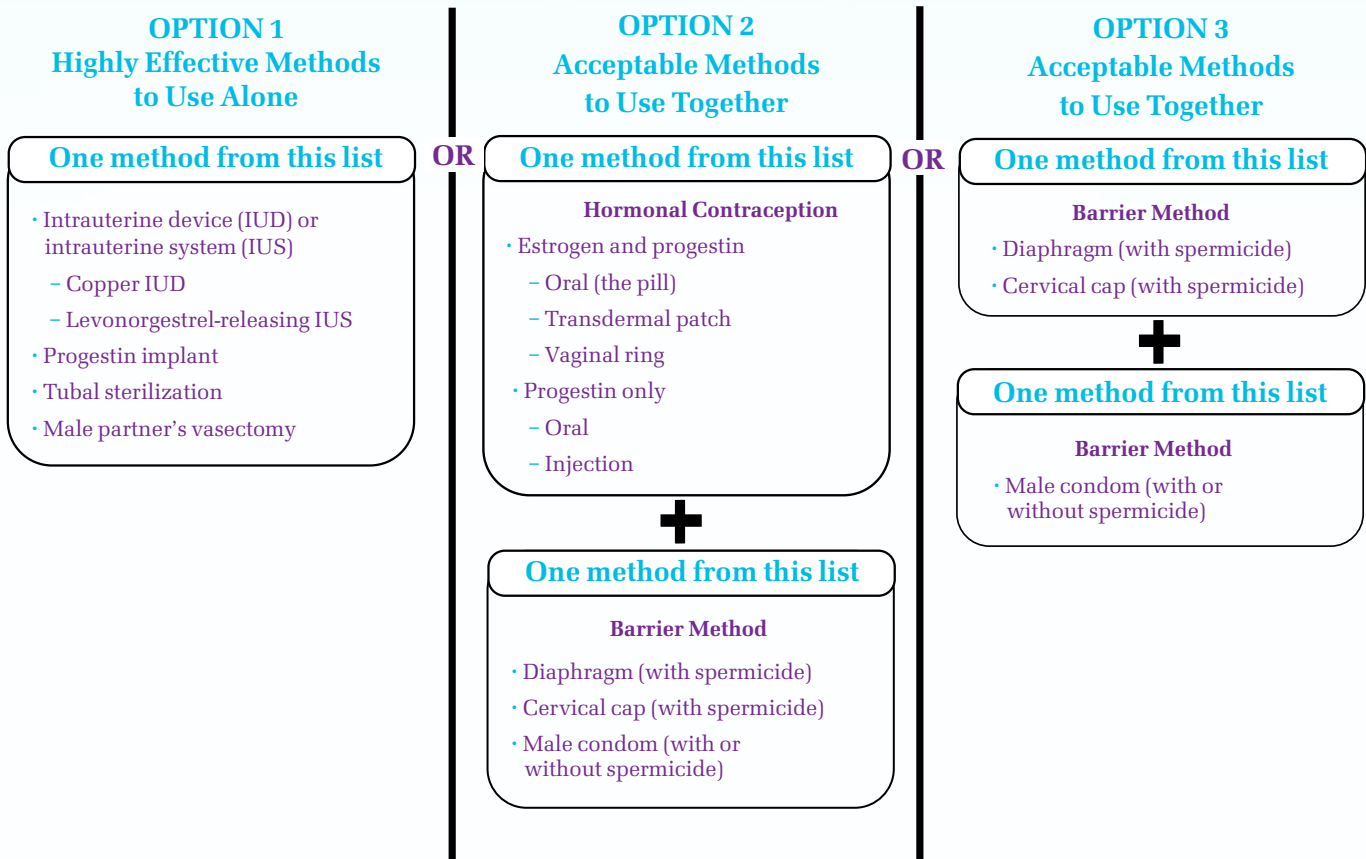 OPTION 1
Highly Effective Methods
to Use Alone
One method from this list
· Intrauterine device (IUD) or
intrauterine system (IUS)
– Copper IUD
– Levonorgestrel-releasing IUS
· Progestin implant
· Tubal sterilization
· Male partner's vasectomy
OR
OPTION 2
Acceptable Methods
to Use Together
One method from this list
Hormonal Contraception
· Estrogen and progestin
– Oral (the pill)
– Transdermal patch
– Vaginal ring
· Progestin only
– Oral
– Injection
+
One method from this list
Barrier Method
· Diaphragm (with spermicide)
· Cervical cap (with spermicide)
· Male condom (with or
without spermicide)
OR
OPTION 3
Acceptable Methods
to Use Together
One method from this list
Barrier Method
· Diaphragm (with spermicide)
· Cervical cap (with spermicide)
+
One method from this list
Barrier Method
· Male condom (with or
without spermicide)